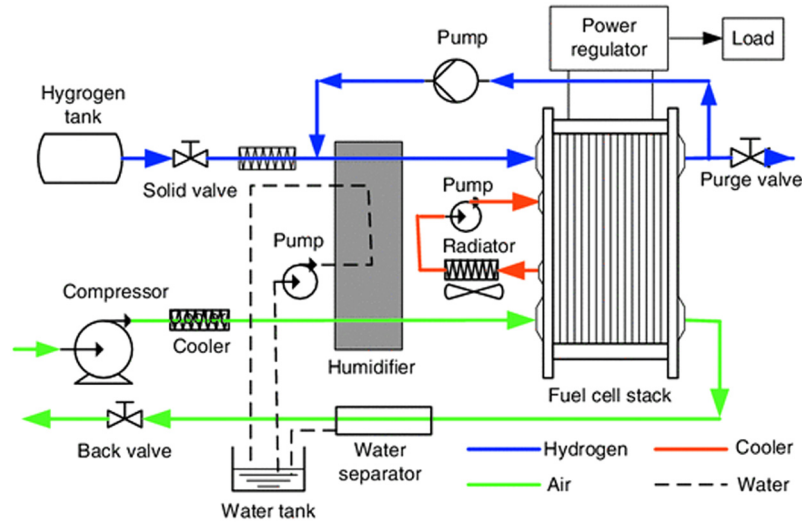 Power
regulator
Load
Pump
Hygrogen
tank
Solid valve
Purge valve
Pump
Radiator
Pump
Compressor
Cooler
Humidifier
Fuel cell stack
Back valve
Water
separator
Water tank
Hydrogen
Cooler
Air
Water